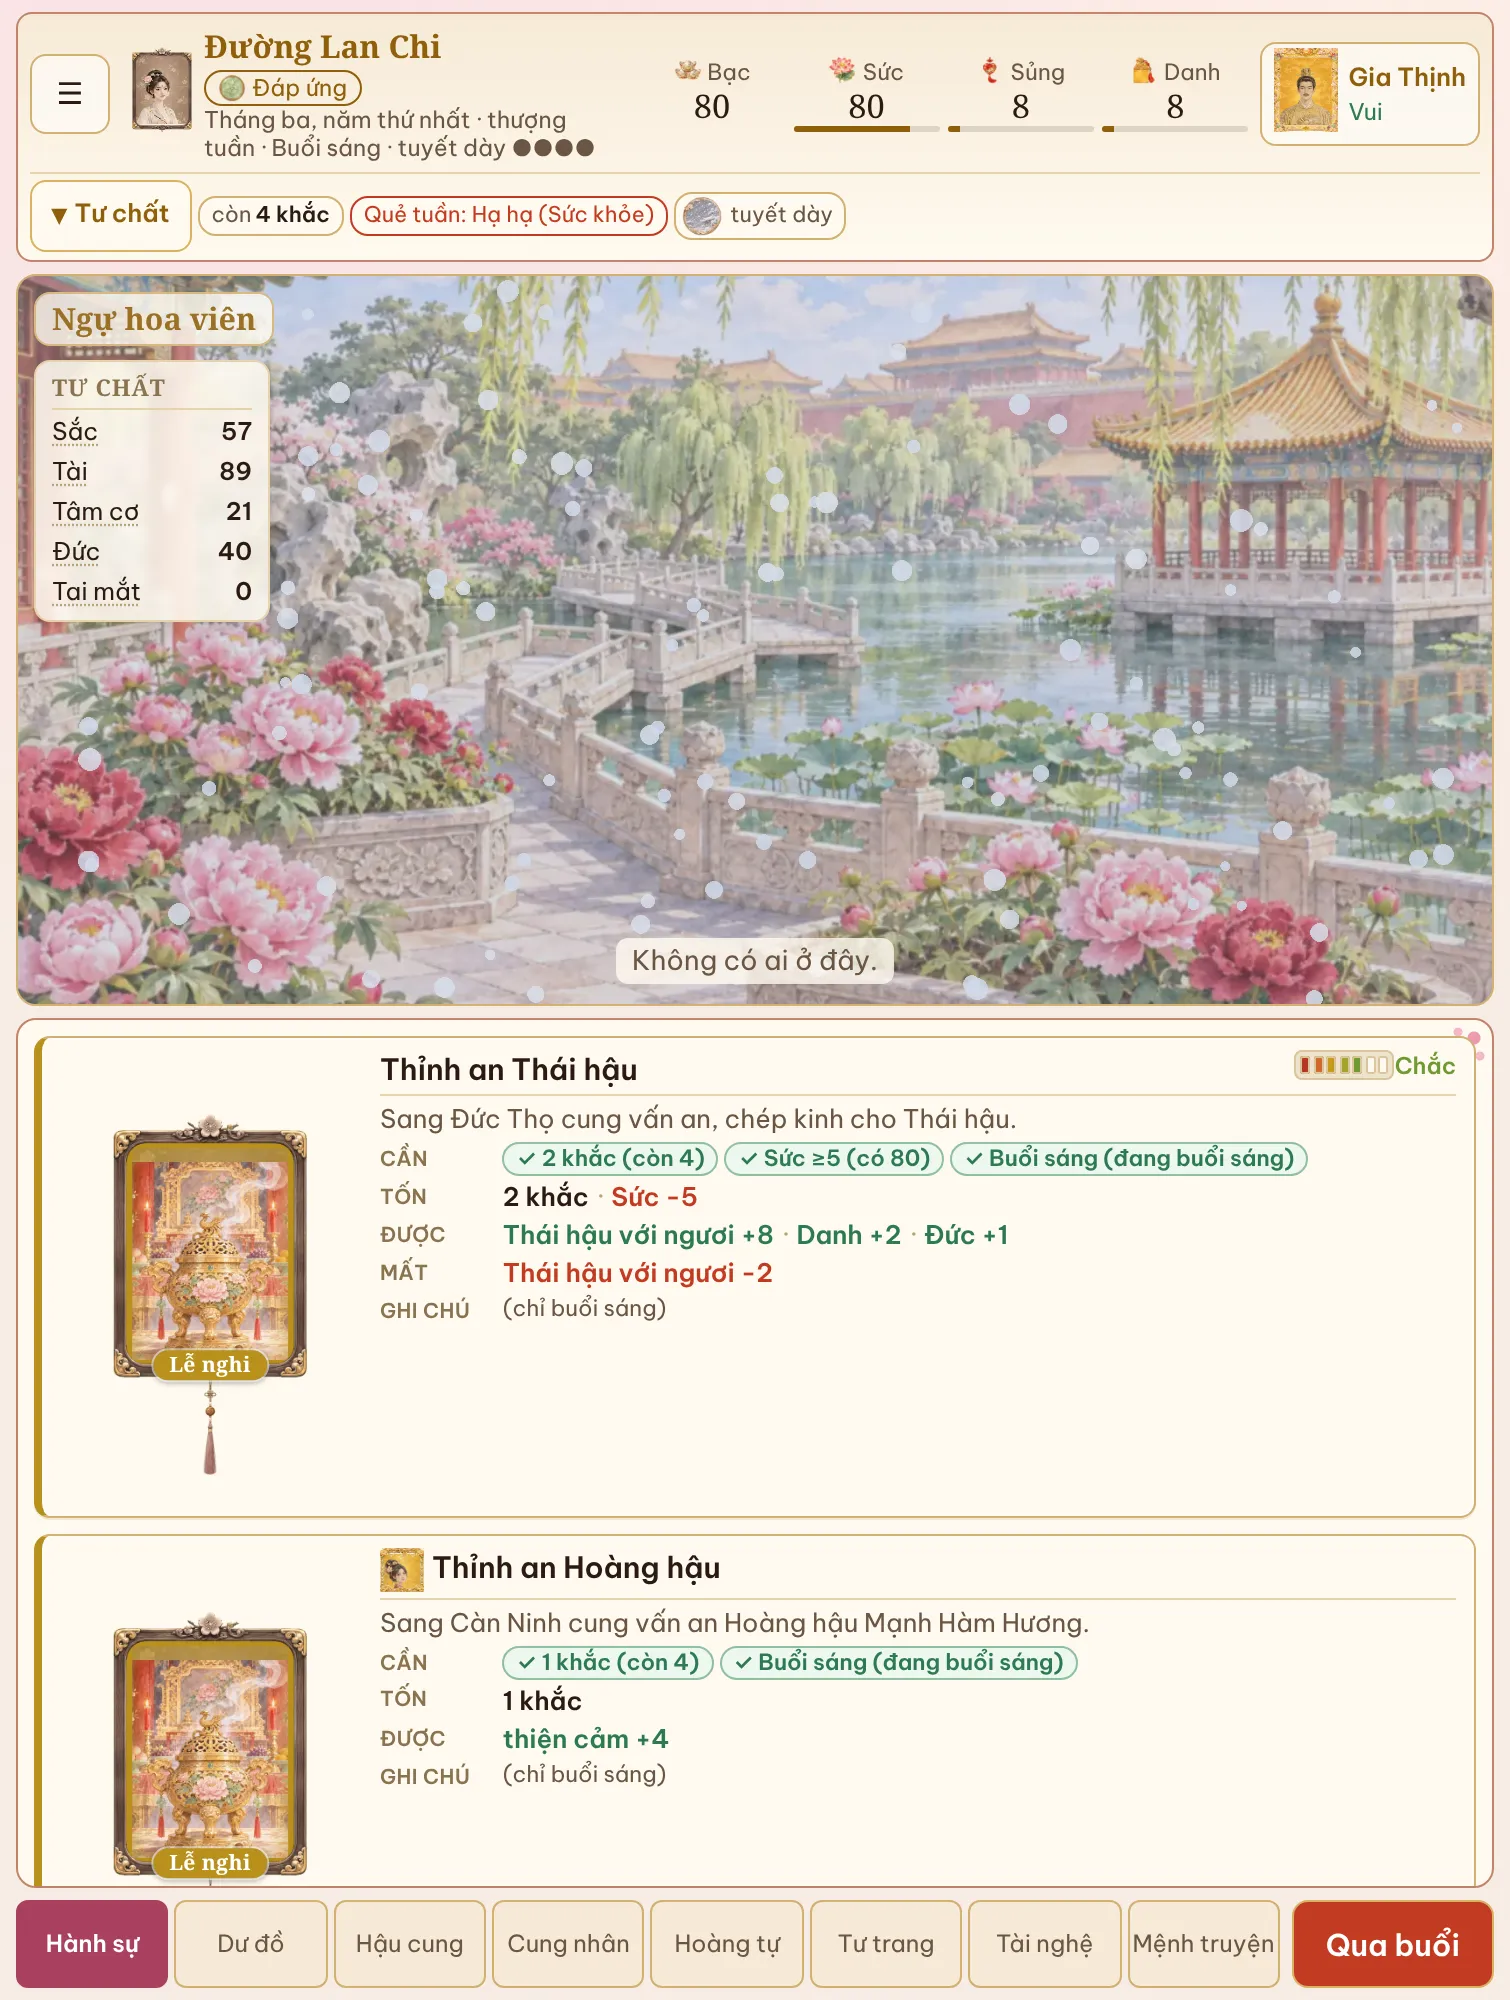 ☰
Đường Lan Chi
Đáp ứng
Tháng ba, năm thứ nhất · thượng
tuần · Buổi sáng · tuyết dày ●●●●
Bạc
80
Sức
80
Sủng
8
Danh
8
Gia Thịnh
Vui
▼ Tư chất
còn 4 khắc
Quẻ tuần: Hạ hạ (Sức khỏe)
tuyết dày
Ngự hoa viên
TƯ CHẤT
Sắc 57
Tài 89
Tâm cơ 21
Đức 40
Tai mắt 0
Không có ai ở đây.
Thỉnh an Thái hậu
Chắc
Sang Đức Thọ cung vấn an, chép kinh cho Thái hậu.
CẦN ✓ 2 khắc (còn 4) ✓ Sức ≥5 (có 80) ✓ Buổi sáng (đang buổi sáng)
TỐN 2 khắc · Sức -5
ĐƯỢC Thái hậu với ngươi +8 · Danh +2 · Đức +1
MẤT Thái hậu với ngươi -2
GHI CHÚ (chỉ buổi sáng)
Lễ nghi
Thỉnh an Hoàng hậu
Sang Càn Ninh cung vấn an Hoàng hậu Mạnh Hàm Hương.
CẦN ✓ 1 khắc (còn 4) ✓ Buổi sáng (đang buổi sáng)
TỐN 1 khắc
ĐƯỢC thiện cảm +4
GHI CHÚ (chỉ buổi sáng)
Lễ nghi
Hành sự
Dư đồ
Hậu cung
Cung nhân
Hoàng tự
Tư trang
Tài nghệ
Mệnh truyện
Qua buổi